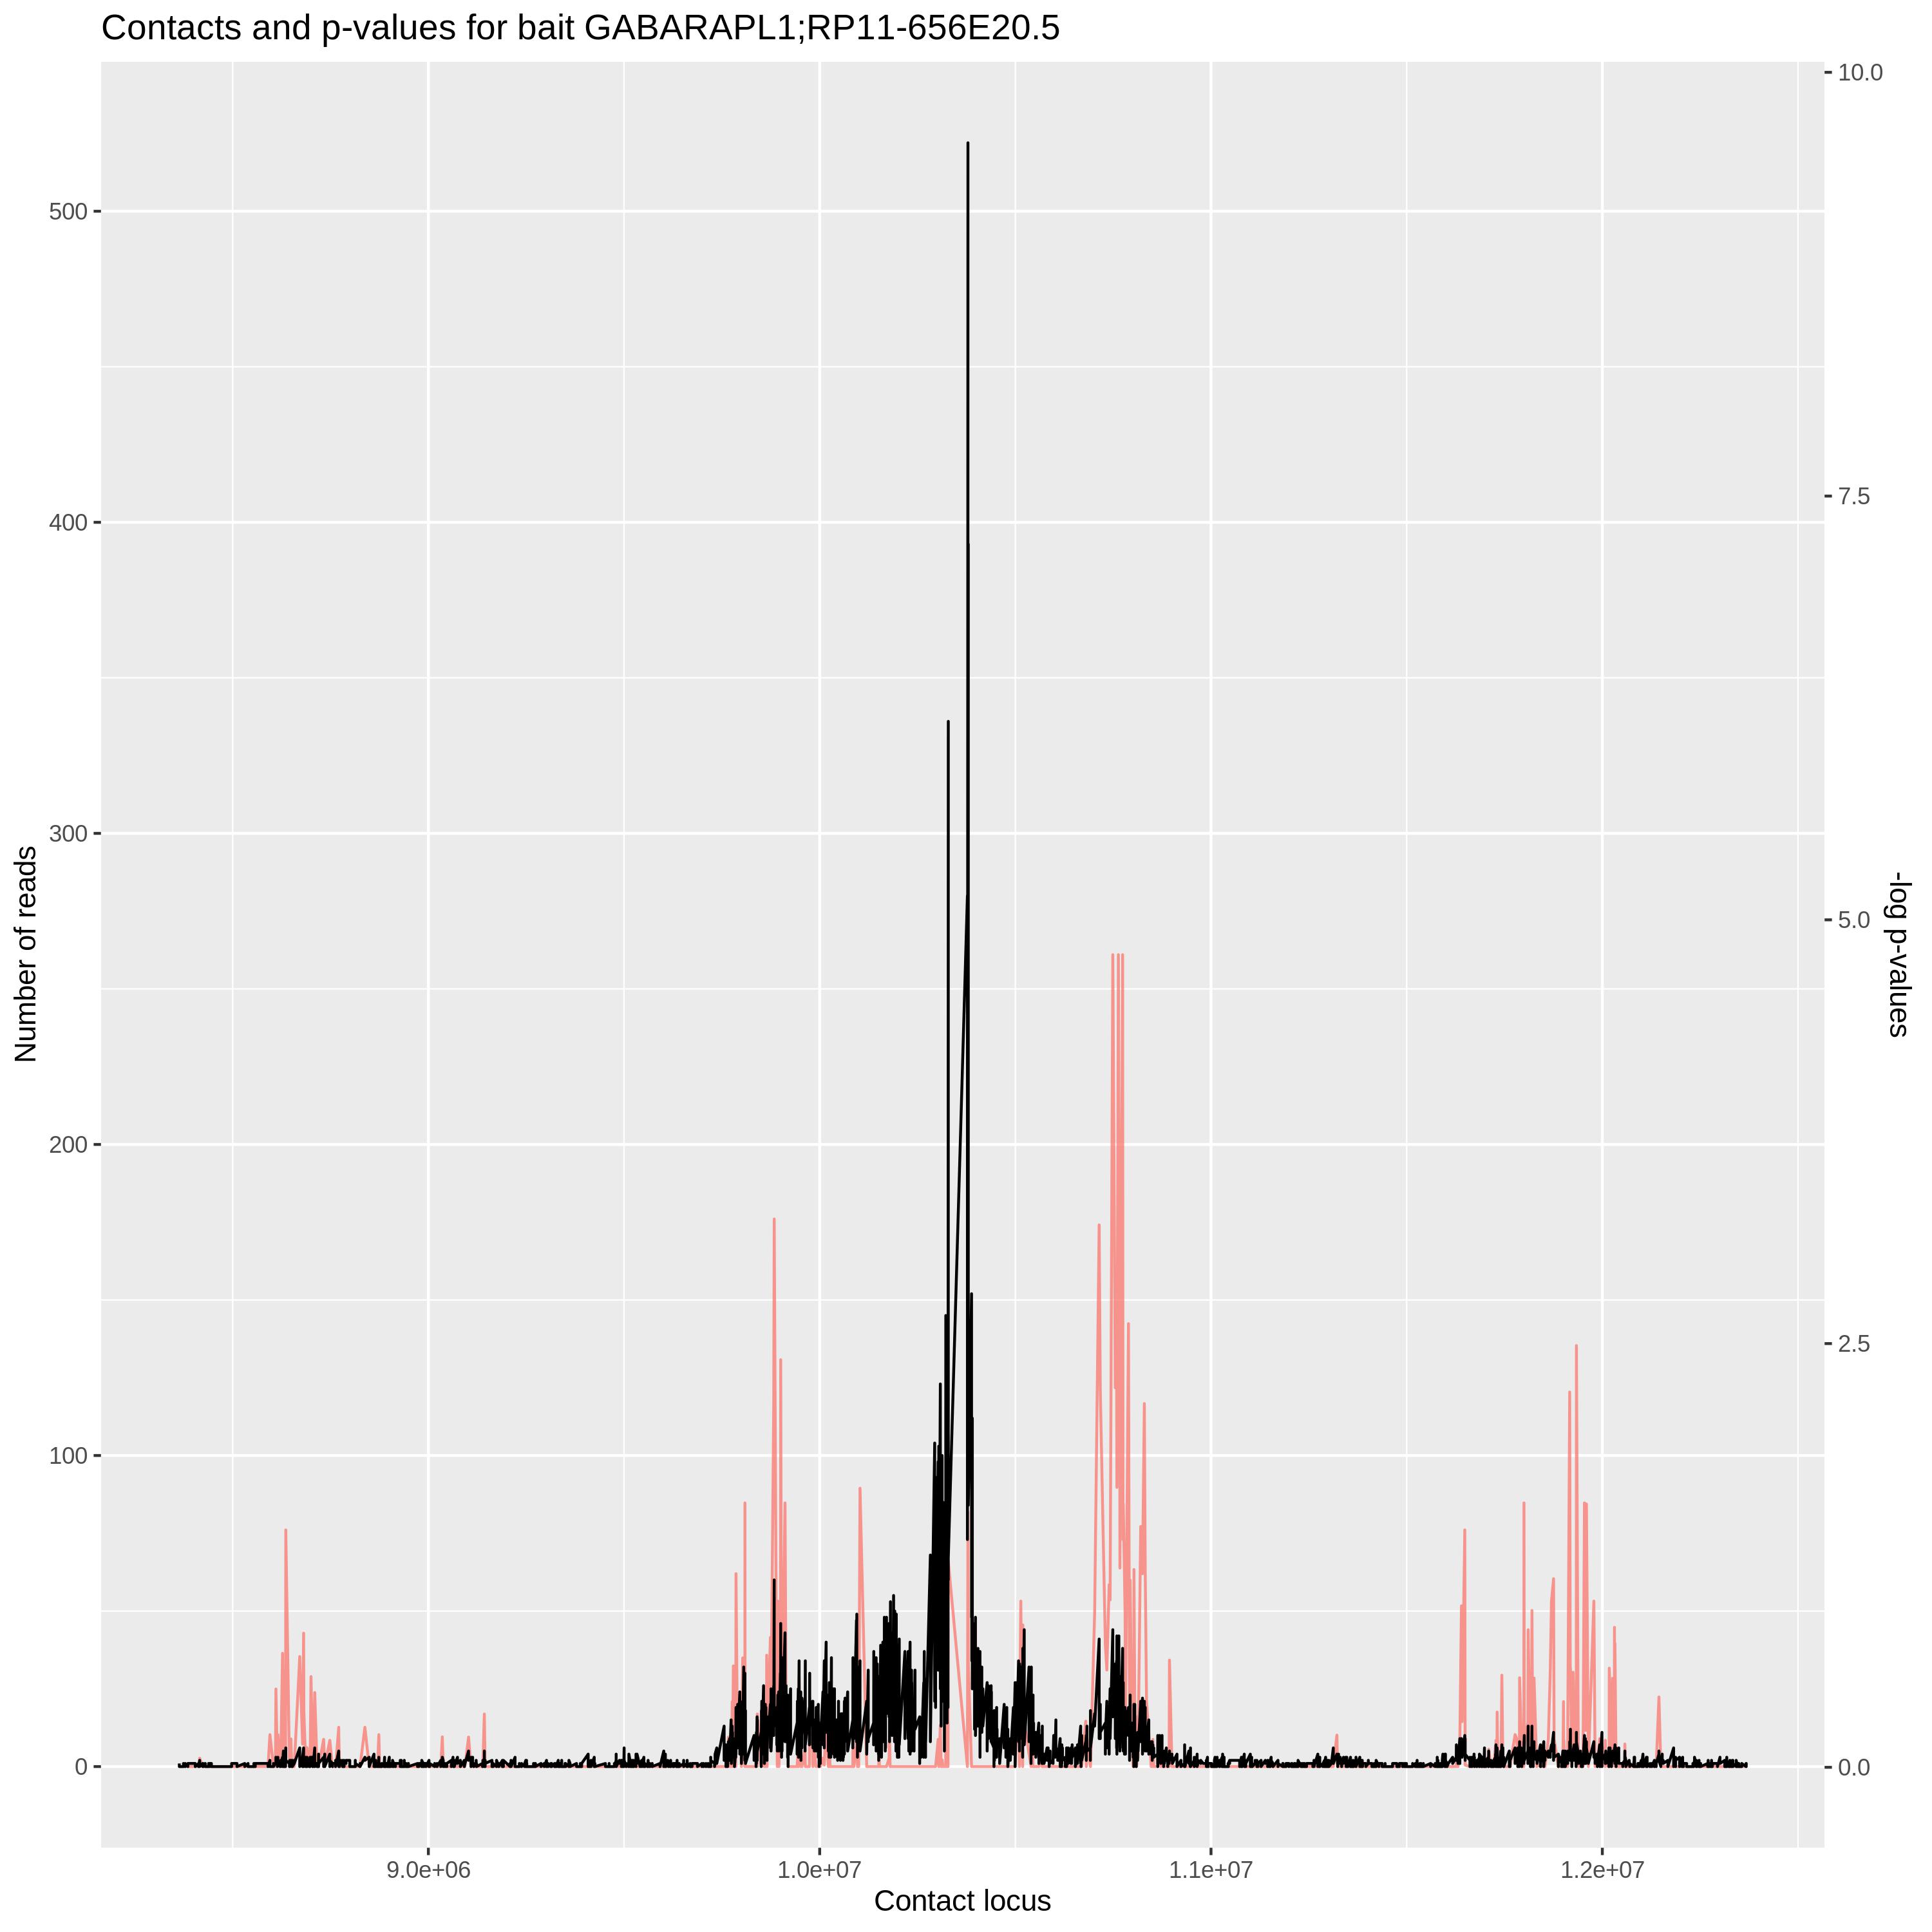 Contacts and p-values for bait GABARAPL1;RP11-656E20.5
10.0
500
7.5
400
300
5.0
Number of reads
-log p-values
200
2.5
100
0
0.0
9.0e+06 1.0e+07 1.1e+07 1.2e+07
Contact locus